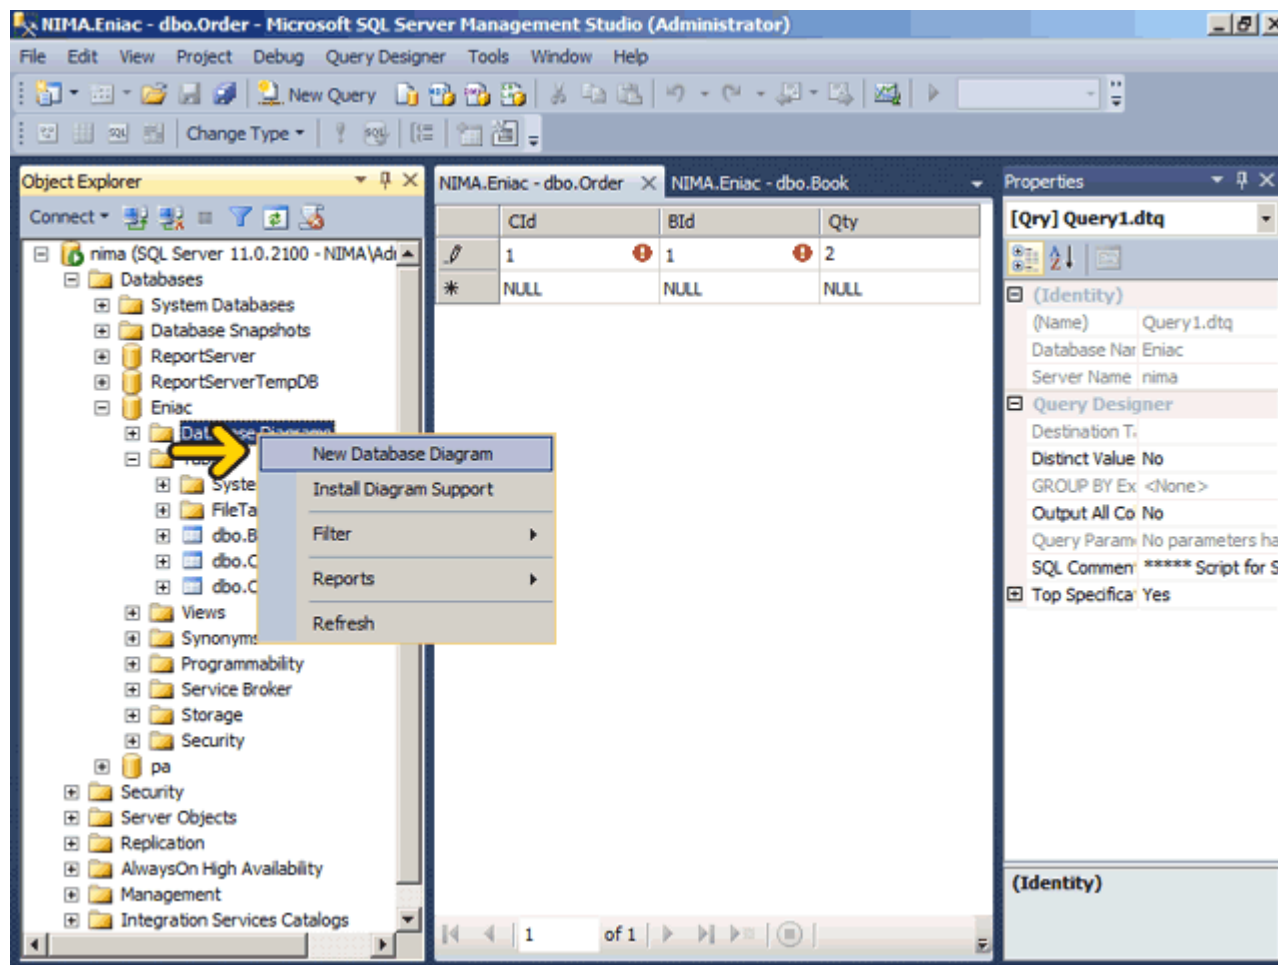 NIMA.Eniac - dbo.Order - Microsoft SQL Server Management Studio (Administrator)
File Edit View Project Debug Query Designer Tools Window Help
New Query
Change Type
Object Explorer
Connect
nima (SQL Server 11.0.2100 - NIMA\Adı
Databases
System Databases
Database Snapshots
ReportServer
ReportServerTempDB
Eniac
Database Diagrams
Syste
FileTa
dbo.B
dbo.C
dbo.C
Views
Synonyms
Programmability
Service Broker
Storage
Security
pa
Security
Server Objects
Replication
AlwaysOn High Availability
Management
Integration Services Catalogs
New Database Diagram
Install Diagram Support
Filter
Reports
Refresh
NIMA.Eniac - dbo.Order NIMA.Eniac - dbo.Book
CId BId Qty
1 1 2
NULL NULL NULL
1 of 1
Properties
[Qry] Query1.dtq
(Identity)
(Name) Query1.dtq
Database Nar Eniac
Server Name nima
Query Designer
Destination T
Distinct Value No
GROUP BY Ex <None>
Output All Co No
Query Param No parameters ha
SQL Commen ***** Script for S
Top Specifica Yes
(Identity)